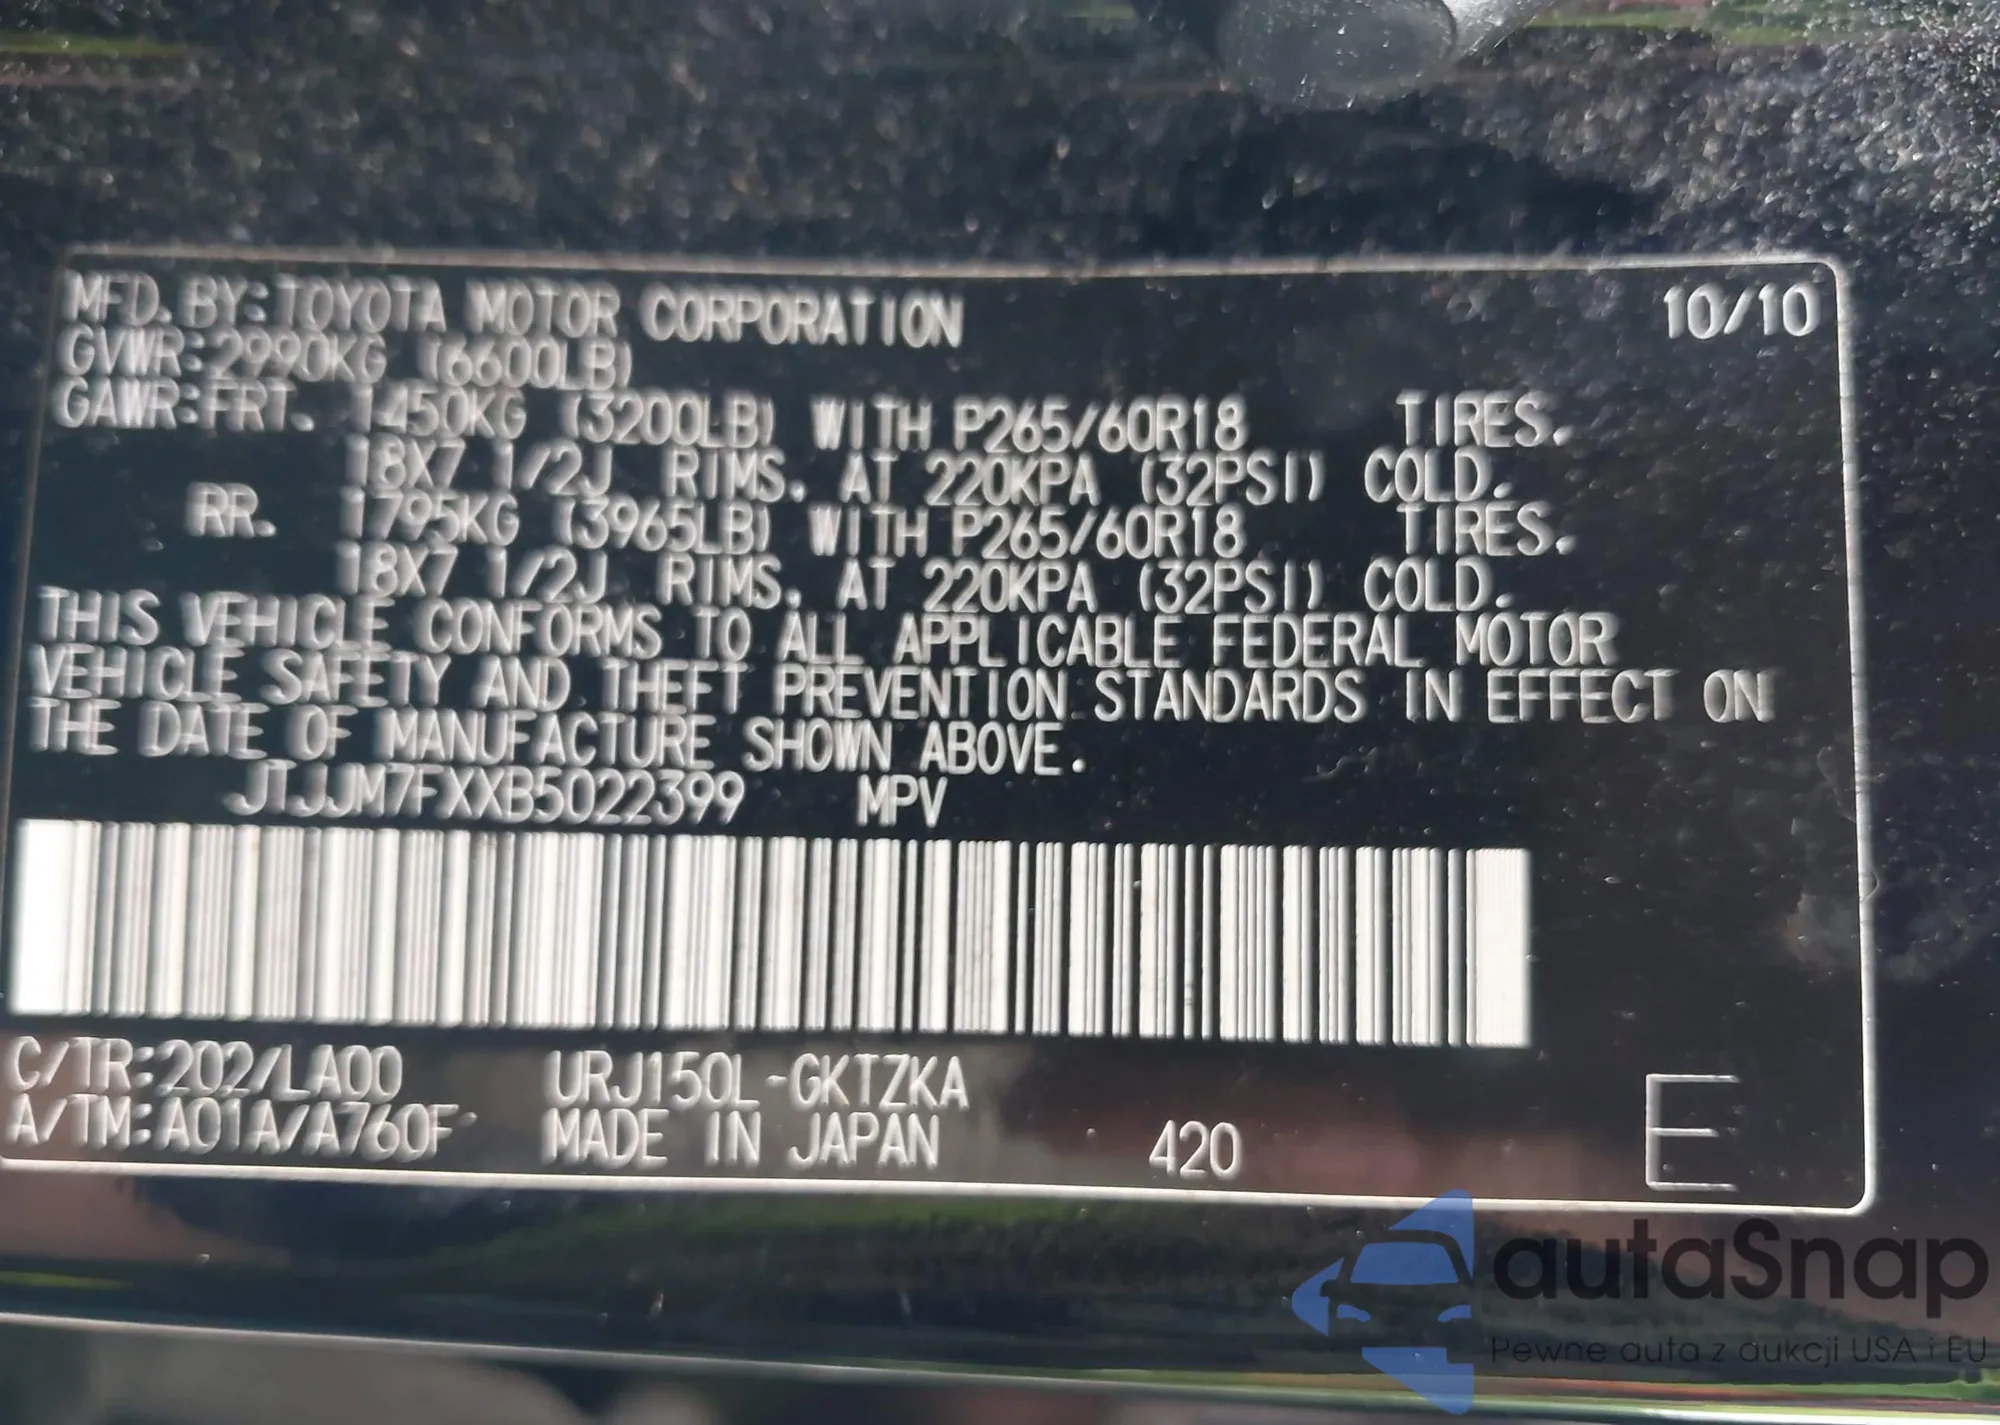 MFD. BY: TOYOTA MOTOR CORPORATION 10/10
GVWR: 2990KG (6600LB)
GAWR: FRT. 1450KG (3200LB) WITH P265/60R18 TIRES.
18X7 1/2J RIMS. AT 220KPA (32PSI) COLD.
RR. 1795KG (3965LB) WITH P265/60R18 TIRES.
18X7 1/2J RIMS. AT 220KPA (32PSI) COLD.
THIS VEHICLE CONFORMS TO ALL APPLICABLE FEDERAL MOTOR
VEHICLE SAFETY AND THEFT PREVENTION STANDARDS IN EFFECT ON
THE DATE OF MANUFACTURE SHOWN ABOVE.
JTJJM7FXXB5022399 MPV
C/TR: 202/LA00 URJ150L-GKTZKA
A/TM: A01A/A760F MADE IN JAPAN 420 E
autaSnap
Pewne auta z aukcji USA i EU